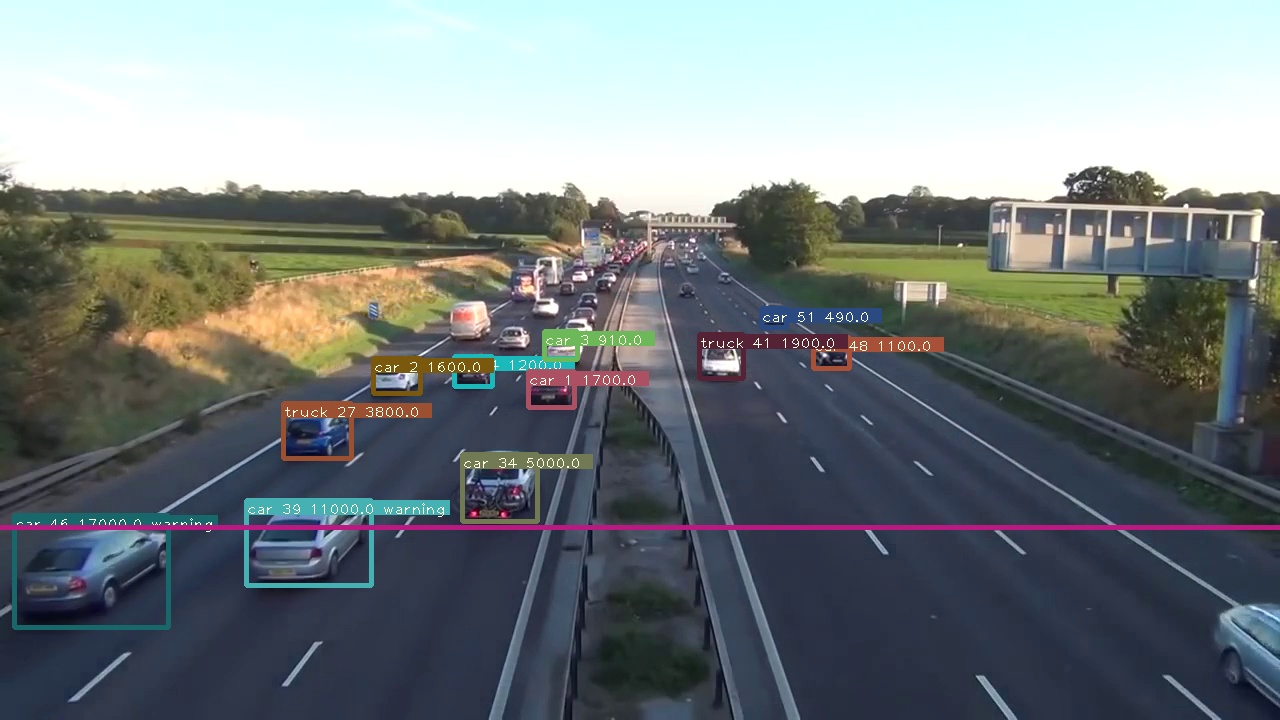 car 51 490.0
car 3 910.0
truck 41 1900.0
48 1100.0
car 2 1600.0
1200.0
car 1 1700.0
truck 27 3800.0
car 34 5000.0
car 39 11000.0 warning
car 46 17000.0 warning